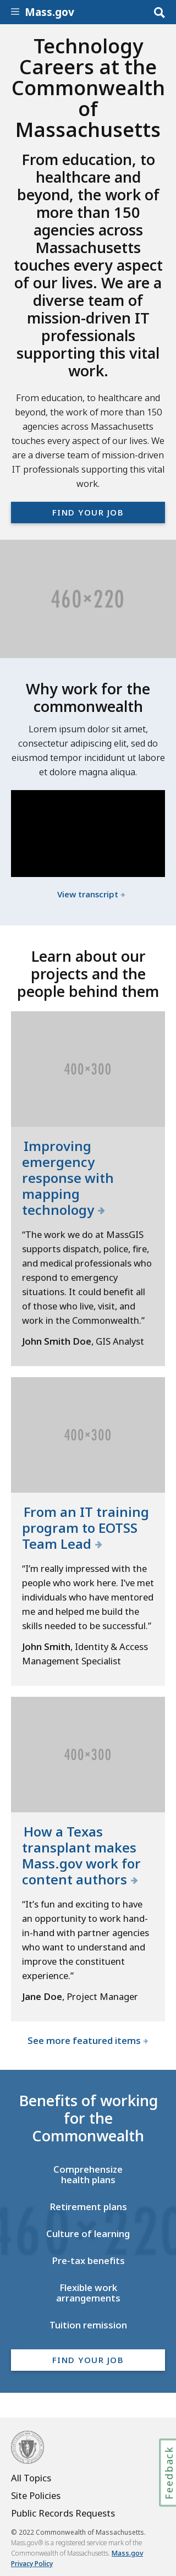 Mass.gov
Technology
Careers at the
Commonwealth
of
Massachusetts
From education, to
healthcare and
beyond, the work of
more than 150
agencies across
Massachusetts
touches every aspect
of our lives. We are a
diverse team of
mission-driven IT
professionals
supporting this vital
work.
From education, to healthcare and
beyond, the work of more than 150
agencies across Massachusetts
touches every aspect of our lives. We
are a diverse team of mission-driven
IT professionals supporting this vital
work.
FIND YOUR JOB
460×220
Why work for the
commonwealth
Lorem ipsum dolor sit amet,
consectetur adipiscing elit, sed do
eiusmod tempor incididunt ut labore
et dolore magna aliqua.
View transcript
Learn about our
projects and the
people behind them
400×300
Improving
emergency
response with
mapping
technology
“The work we do at MassGIS
supports dispatch, police, fire,
and medical professionals who
respond to emergency
situations. It could benefit all
of those who live, visit, and
work in the Commonwealth.”
John Smith Doe, GIS Analyst
400×300
From an IT training
program to EOTSS
Team Lead
“I’m really impressed with the
people who work here. I’ve met
individuals who have mentored
me and helped me build the
skills needed to be successful.”
John Smith, Identity & Access
Management Specialist
400×300
How a Texas
transplant makes
Mass.gov work for
content authors
“It’s fun and exciting to have
an opportunity to work hand-
in-hand with partner agencies
who want to understand and
improve the constituent
experience.”
Jane Doe, Project Manager
See more featured items
Benefits of working
for the
Commonwealth
Comprehensize
health plans
Retirement plans
Culture of learning
Pre-tax benefits
Flexible work
arrangements
Tuition remission
FIND YOUR JOB
Feedback
All Topics
Site Policies
Public Records Requests
© 2022 Commonwealth of Massachusetts.
Mass.gov® is a registered service mark of the
Commonwealth of Massachusetts. Mass.gov
Privacy Policy